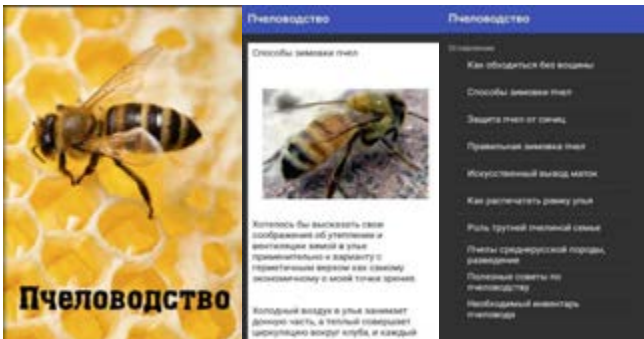 Пчеловодство
Пчеловодство
Способы зимовки пчел
Хотелось бы высказать свои
соображения об утеплении и
вентиляции зимой в улье
применительно к варианту с
герметичным верхом как самому
экономичному с моей точки зрения.
Холодный воздух в улье занимает
донную часть, а теплый совершает
циркуляцию вокруг клуба, и каждый
Пчеловодство
Оглавление
Как обходиться без вощины
Способы зимовки пчел
Защита пчел от синиц
Правильная зимовка пчел
Искусственный вывод маток
Как распечатать рамку улья
Роль трутней пчелиной семье
Пчелы среднерусской породы,
разведение
Полезные советы по
пчеловодству
Необходимый инвентарь
пчеловода